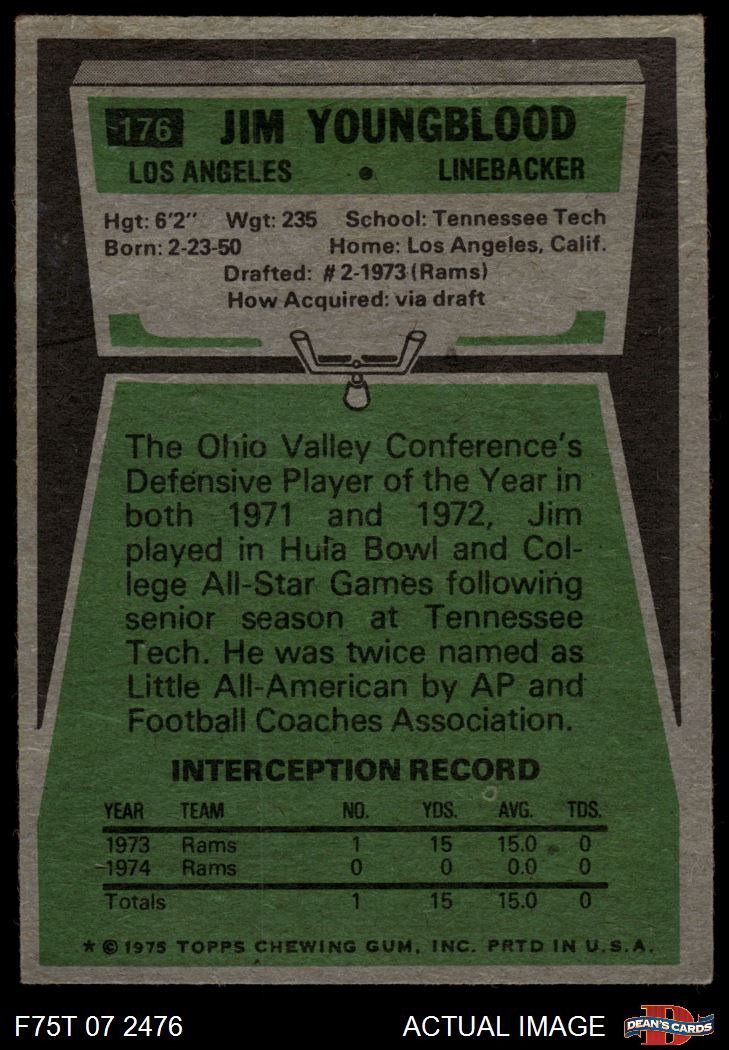 176 JIM YOUNGBLOOD
LOS ANGELES • LINEBACKER
Hgt: 6'2" Wgt: 235 School: Tennessee Tech
Born: 2-23-50 Home: Los Angeles, Calif.
Drafted: #2-1973 (Rams)
How Acquired: via draft
The Ohio Valley Conference's
Defensive Player of the Year in
both 1971 and 1972, Jim
played in Hula Bowl and Col-
lege All-Star Games following
senior season at Tennessee
Tech. He was twice named as
Little All-American by AP and
Football Coaches Association.
INTERCEPTION RECORD
YEAR TEAM NO. YDS. AVG. TDS.
1973 Rams 1 15 15.0 0
1974 Rams 0 0 0.0 0
Totals 1 15 15.0 0
* © 1975 TOPPS CHEWING GUM, INC. PRTD IN U.S.A.
F75T 07 2476 ACTUAL IMAGE DEAN'S CARDS